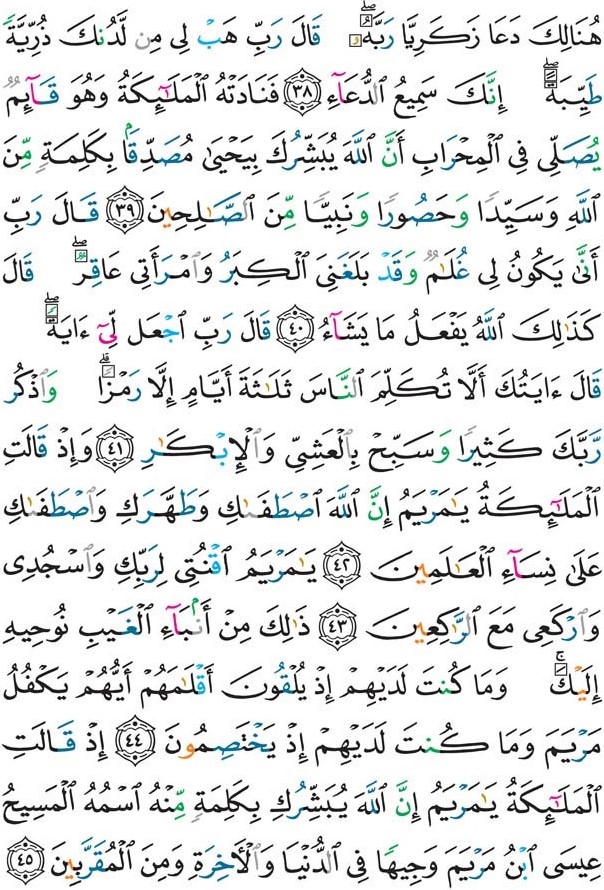 هُنَالِكَ دَعَا زَكَرِيَّا رَبَّهُۥۖ قَالَ رَبِّ هَبْ لِى مِن لَّدُنكَ ذُرِّيَّةً
طَيِّبَةًۖ إِنَّكَ سَمِيعُ ٱلدُّعَآءِ ٣٨ فَنَادَتْهُ ٱلْمَلَٰٓئِكَةُ وَهُوَ قَآئِمٌ
يُصَلِّى فِى ٱلْمِحْرَابِ أَنَّ ٱللَّهَ يُبَشِّرُكَ بِيَحْيَىٰ مُصَدِّقًۢا بِكَلِمَةٍ مِّنَ
ٱللَّهِ وَسَيِّدًا وَحَصُورًا وَنَبِيًّا مِّنَ ٱلصَّٰلِحِينَ ٣٩ قَالَ رَبِّ
أَنَّىٰ يَكُونُ لِى غُلَٰمٌ وَقَدْ بَلَغَنِىَ ٱلْكِبَرُ وَٱمْرَأَتِى عَاقِرٌۖ قَالَ
كَذَٰلِكَ ٱللَّهُ يَفْعَلُ مَا يَشَآءُ ٤٠ قَالَ رَبِّ ٱجْعَل لِّىٓ ءَايَةًۖ
قَالَ ءَايَتُكَ أَلَّا تُكَلِّمَ ٱلنَّاسَ ثَلَٰثَةَ أَيَّامٍ إِلَّا رَمْزًاۗ وَٱذْكُر
رَّبَّكَ كَثِيرًا وَسَبِّحْ بِٱلْعَشِىِّ وَٱلْإِبْكَٰرِ ٤١ وَإِذْ قَالَتِ
ٱلْمَلَٰٓئِكَةُ يَٰمَرْيَمُ إِنَّ ٱللَّهَ ٱصْطَفَىٰكِ وَطَهَّرَكِ وَٱصْطَفَىٰكِ
عَلَىٰ نِسَآءِ ٱلْعَٰلَمِينَ ٤٢ يَٰمَرْيَمُ ٱقْنُتِى لِرَبِّكِ وَٱسْجُدِى
وَٱرْكَعِى مَعَ ٱلرَّٰكِعِينَ ٤٣ ذَٰلِكَ مِنْ أَنۢبَآءِ ٱلْغَيْبِ نُوحِيهِ
إِلَيْكَۚ وَمَا كُنتَ لَدَيْهِمْ إِذْ يُلْقُونَ أَقْلَٰمَهُمْ أَيُّهُمْ يَكْفُلُ
مَرْيَمَ وَمَا كُنتَ لَدَيْهِمْ إِذْ يَخْتَصِمُونَ ٤٤ إِذْ قَالَتِ
ٱلْمَلَٰٓئِكَةُ يَٰمَرْيَمُ إِنَّ ٱللَّهَ يُبَشِّرُكِ بِكَلِمَةٍ مِّنْهُ ٱسْمُهُ ٱلْمَسِيحُ
عِيسَى ٱبْنُ مَرْيَمَ وَجِيهًا فِى ٱلدُّنْيَا وَٱلْءَاخِرَةِ وَمِنَ ٱلْمُقَرَّبِينَ ٤٥